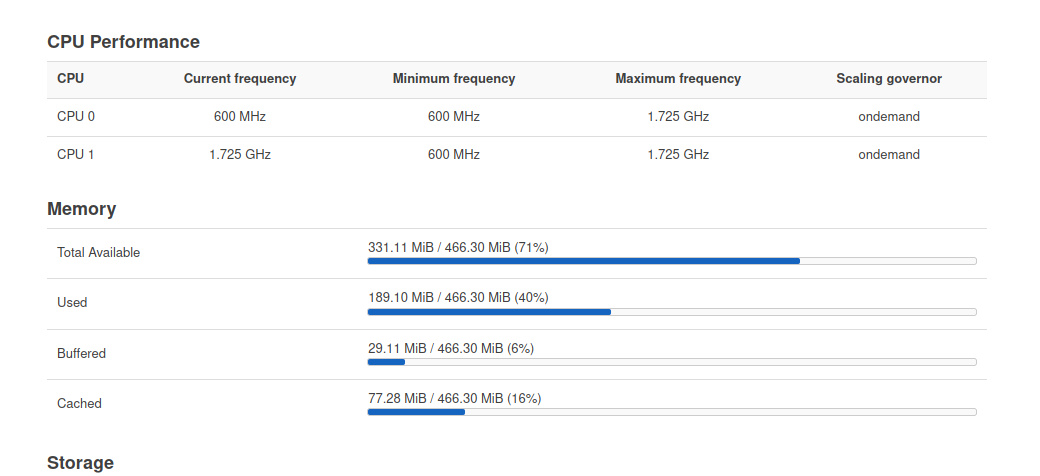 CPU Performance
CPU Current frequency Minimum frequency Maximum frequency Scaling governor
CPU 0 600 MHz 600 MHz 1.725 GHz ondemand
CPU 1 1.725 GHz 600 MHz 1.725 GHz ondemand
Memory
Total Available 331.11 MiB / 466.30 MiB (71%)
Used 189.10 MiB / 466.30 MiB (40%)
Buffered 29.11 MiB / 466.30 MiB (6%)
Cached 77.28 MiB / 466.30 MiB (16%)
Storage